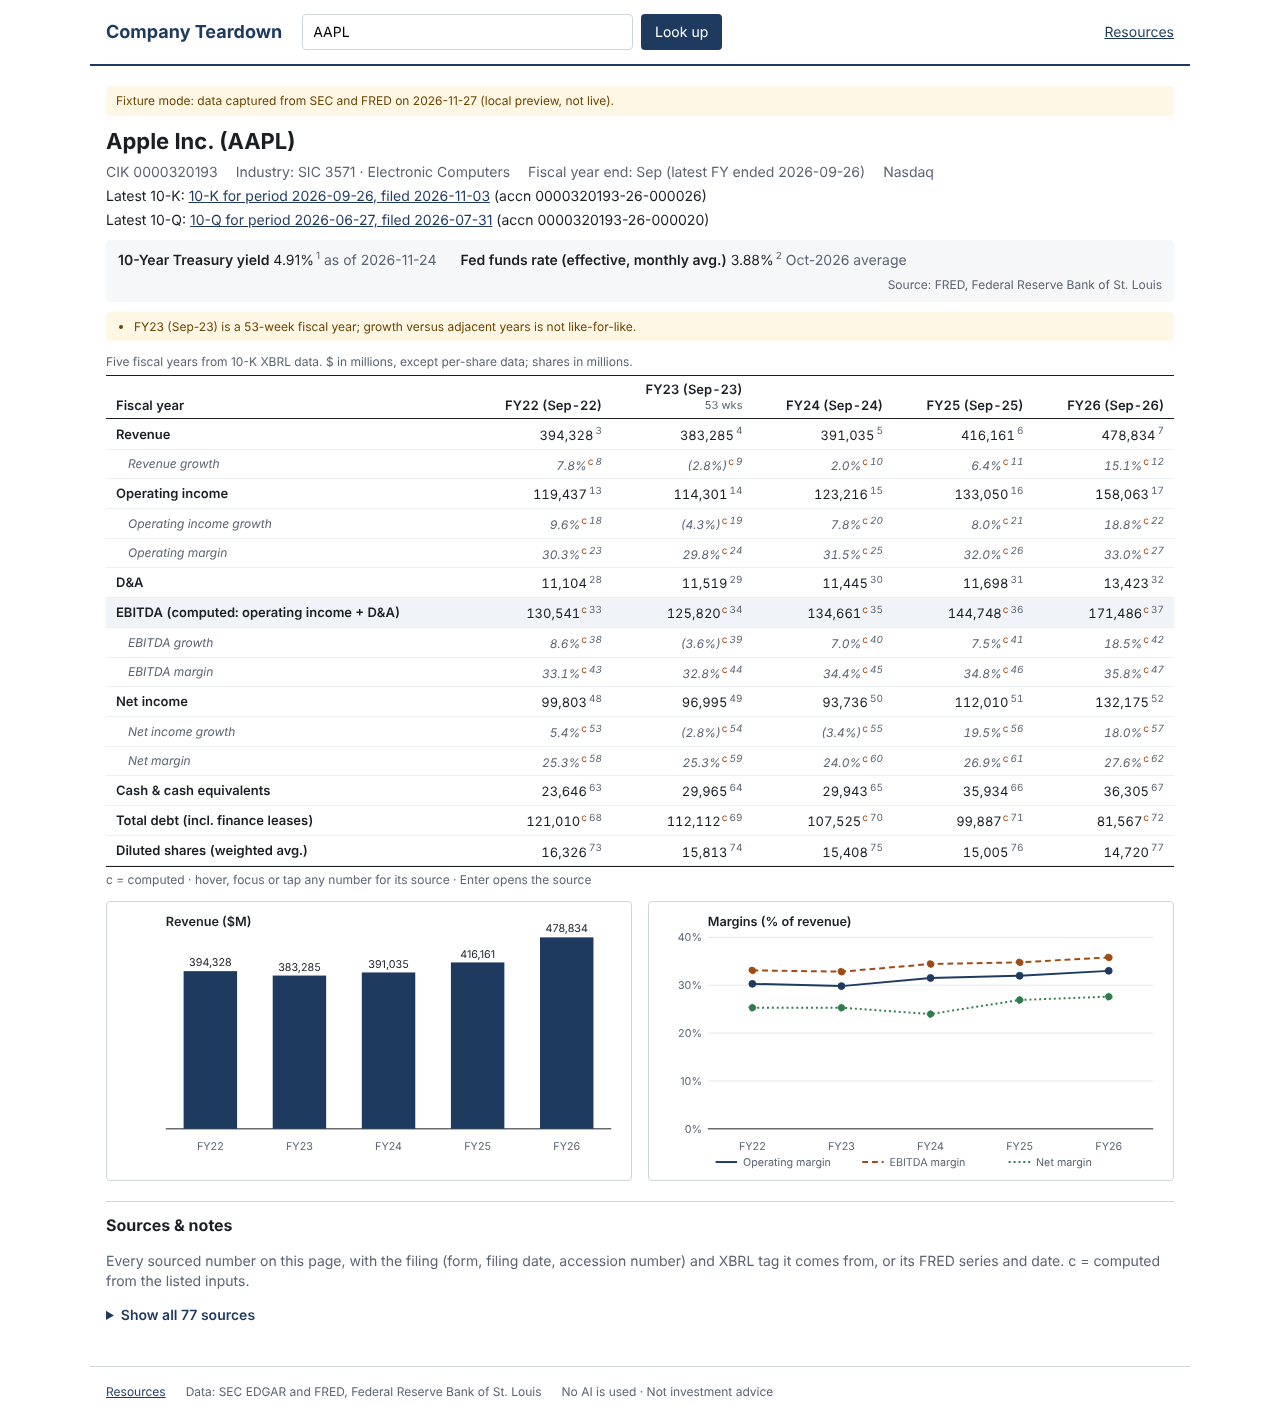 Company Teardown
AAPL
Look up
Resources
Fixture mode: data captured from SEC and FRED on 2026-11-27 (local preview, not live).
Apple Inc. (AAPL)
CIK 0000320193 Industry: SIC 3571 · Electronic Computers Fiscal year end: Sep (latest FY ended 2026-09-26) Nasdaq
Latest 10-K: 10-K for period 2026-09-26, filed 2026-11-03 (accn 0000320193-26-000026)
Latest 10-Q: 10-Q for period 2026-06-27, filed 2026-07-31 (accn 0000320193-26-000020)
10-Year Treasury yield 4.91% 1 as of 2026-11-24 Fed funds rate (effective, monthly avg.) 3.88% 2 Oct-2026 average
Source: FRED, Federal Reserve Bank of St. Louis
• FY23 (Sep-23) is a 53-week fiscal year; growth versus adjacent years is not like-for-like.
Five fiscal years from 10-K XBRL data. $ in millions, except per-share data; shares in millions.
Fiscal year FY22 (Sep-22) FY23 (Sep-23) 53 wks FY24 (Sep-24) FY25 (Sep-25) FY26 (Sep-26)
Revenue 394,328 3 383,285 4 391,035 5 416,161 6 478,834 7
Revenue growth 7.8% c 8 (2.8%) c 9 2.0% c 10 6.4% c 11 15.1% c 12
Operating income 119,437 13 114,301 14 123,216 15 133,050 16 158,063 17
Operating income growth 9.6% c 18 (4.3%) c 19 7.8% c 20 8.0% c 21 18.8% c 22
Operating margin 30.3% c 23 29.8% c 24 31.5% c 25 32.0% c 26 33.0% c 27
D&A 11,104 28 11,519 29 11,445 30 11,698 31 13,423 32
EBITDA (computed: operating income + D&A) 130,541 c 33 125,820 c 34 134,661 c 35 144,748 c 36 171,486 c 37
EBITDA growth 8.6% c 38 (3.6%) c 39 7.0% c 40 7.5% c 41 18.5% c 42
EBITDA margin 33.1% c 43 32.8% c 44 34.4% c 45 34.8% c 46 35.8% c 47
Net income 99,803 48 96,995 49 93,736 50 112,010 51 132,175 52
Net income growth 5.4% c 53 (2.8%) c 54 (3.4%) c 55 19.5% c 56 18.0% c 57
Net margin 25.3% c 58 25.3% c 59 24.0% c 60 26.9% c 61 27.6% c 62
Cash & cash equivalents 23,646 63 29,965 64 29,943 65 35,934 66 36,305 67
Total debt (incl. finance leases) 121,010 c 68 112,112 c 69 107,525 c 70 99,887 c 71 81,567 c 72
Diluted shares (weighted avg.) 16,326 73 15,813 74 15,408 75 15,005 76 14,720 77
c = computed · hover, focus or tap any number for its source · Enter opens the source
Revenue ($M)
394,328 383,285 391,035 416,161 478,834
FY22 FY23 FY24 FY25 FY26
Margins (% of revenue)
40%
30%
20%
10%
0%
FY22 FY23 FY24 FY25 FY26
Operating margin EBITDA margin Net margin
Sources & notes
Every sourced number on this page, with the filing (form, filing date, accession number) and XBRL tag it comes from, or its FRED series and date. c = computed
from the listed inputs.
Show all 77 sources
Resources Data: SEC EDGAR and FRED, Federal Reserve Bank of St. Louis No AI is used · Not investment advice